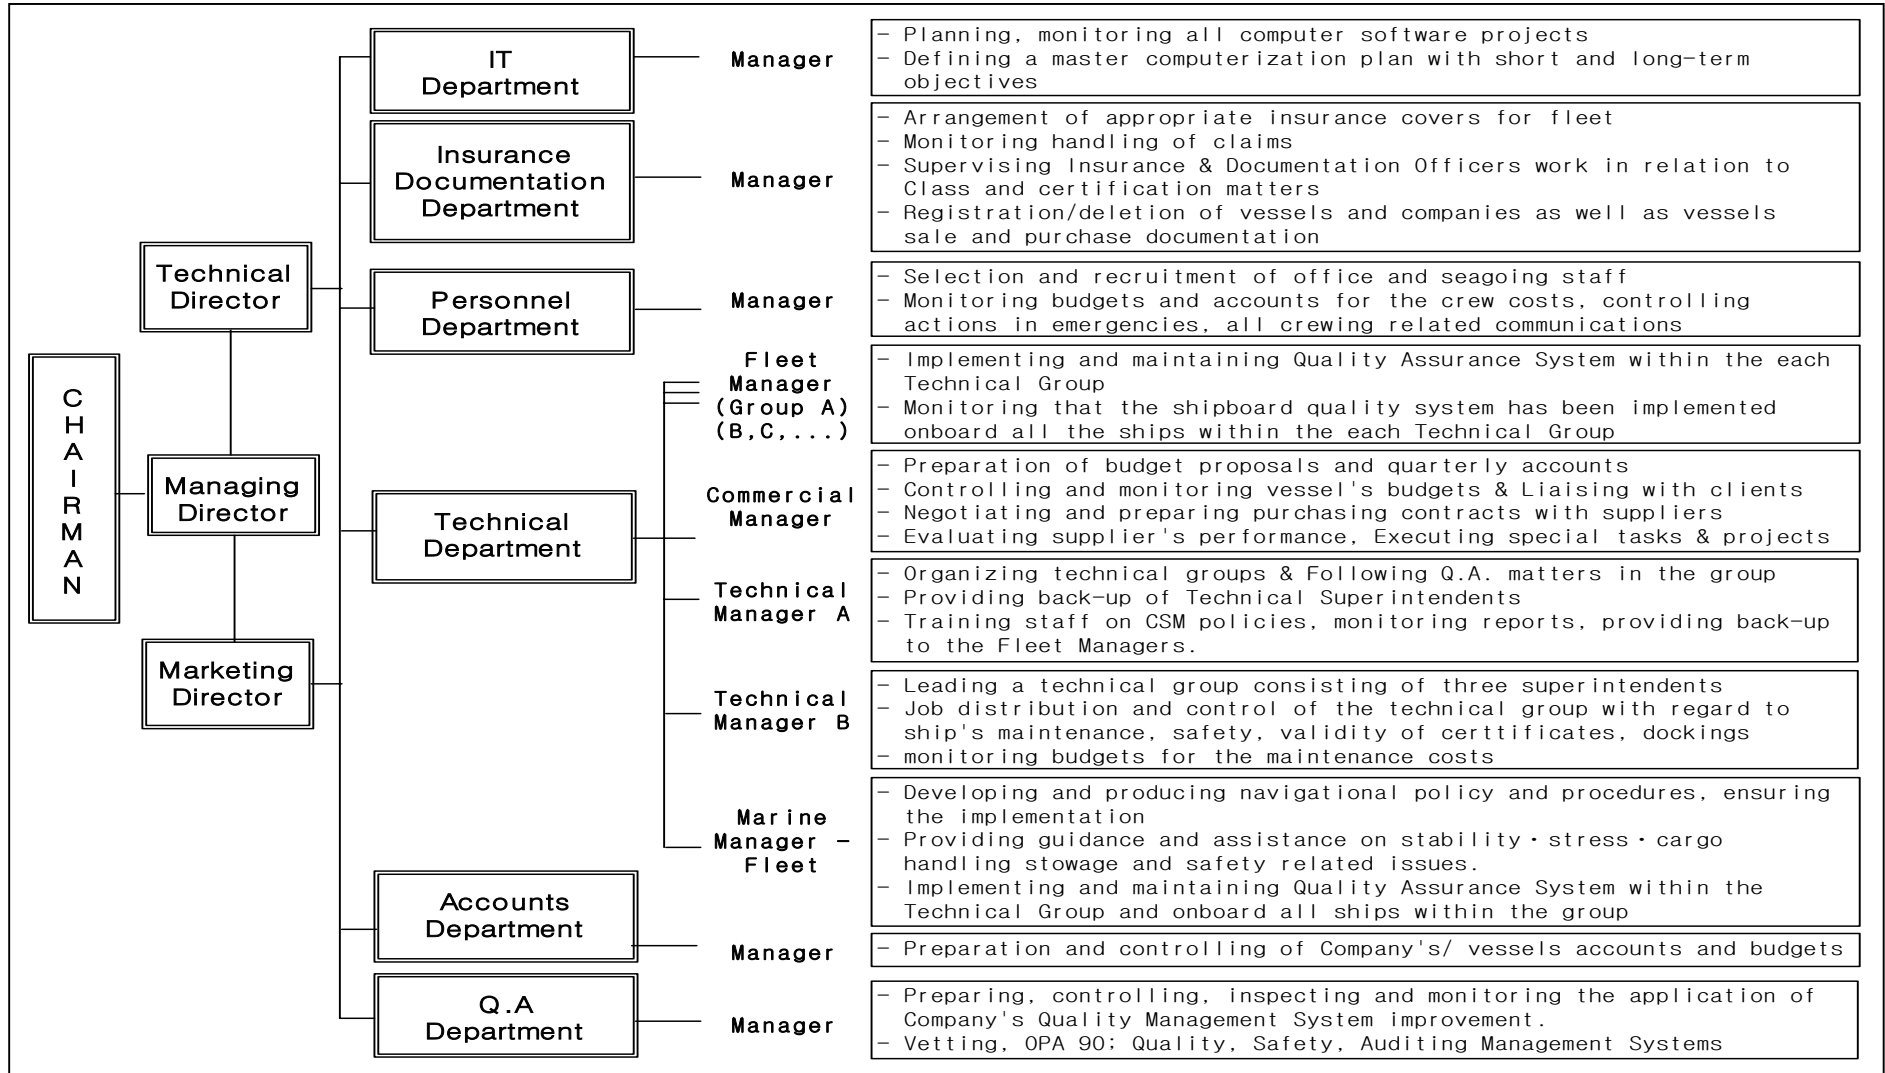 CHAIRMAN
Technical
Director
Managing
Director
Marketing
Director
IT
Department
Manager
- Planning, monitoring all computer software projects
- Defining a master computerization plan with short and long-term
objectives
Insurance
Documentation
Department
Manager
- Arrangement of appropriate insurance covers for fleet
- Monitoring handling of claims
- Supervising Insurance & Documentation Officers work in relation to
Class and certification matters
- Registration/deletion of vessels and companies as well as vessels
sale and purchase documentation
Personnel
Department
Manager
- Selection and recruitment of office and seagoing staff
- Monitoring budgets and accounts for the crew costs, controlling
actions in emergencies, all crewing related communications
Technical
Department
Fleet
Manager
(Group A)
(B,C,...)
- Implementing and maintaining Quality Assurance System within the each
Technical Group
- Monitoring that the shipboard quality system has been implemented
onboard all the ships within the each Technical Group
Commercial
Manager
- Preparation of budget proposals and quarterly accounts
- Controlling and monitoring vessel's budgets & Liaising with clients
- Negotiating and preparing purchasing contracts with suppliers
- Evaluating supplier's performance, Executing special tasks & projects
Technical
Manager A
- Organizing technical groups & Following Q.A. matters in the group
- Providing back-up of Technical Superintendents
- Training staff on CSM policies, monitoring reports, providing back-up
to the Fleet Managers.
Technical
Manager B
- Leading a technical group consisting of three superintendents
- Job distribution and control of the technical group with regard to
ship's maintenance, safety, validity of certtificates, dockings
- monitoring budgets for the maintenance costs
Marine
Manager -
Fleet
- Developing and producing navigational policy and procedures, ensuring
the implementation
- Providing guidance and assistance on stability·stress·cargo
handling stowage and safety related issues.
- Implementing and maintaining Quality Assurance System within the
Technical Group and onboard all ships within the group
Accounts
Department
Manager
- Preparation and controlling of Company's/ vessels accounts and budgets
Q.A
Department
Manager
- Preparing, controlling, inspecting and monitoring the application of
Company's Quality Management System improvement.
- Vetting, OPA 90; Quality, Safety, Auditing Management Systems